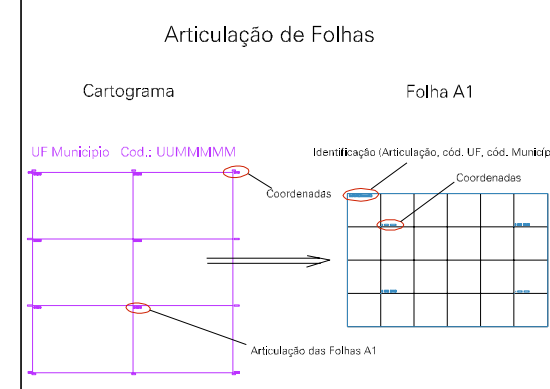 Articulação de Folhas
Cartograma
Folha A1
UF Municipio Cod.: UUMMMMM
Identificação (Articulação, cód. UF, cód. Municíp
Coordenadas
Coordenadas
Articulação das Folhas A1